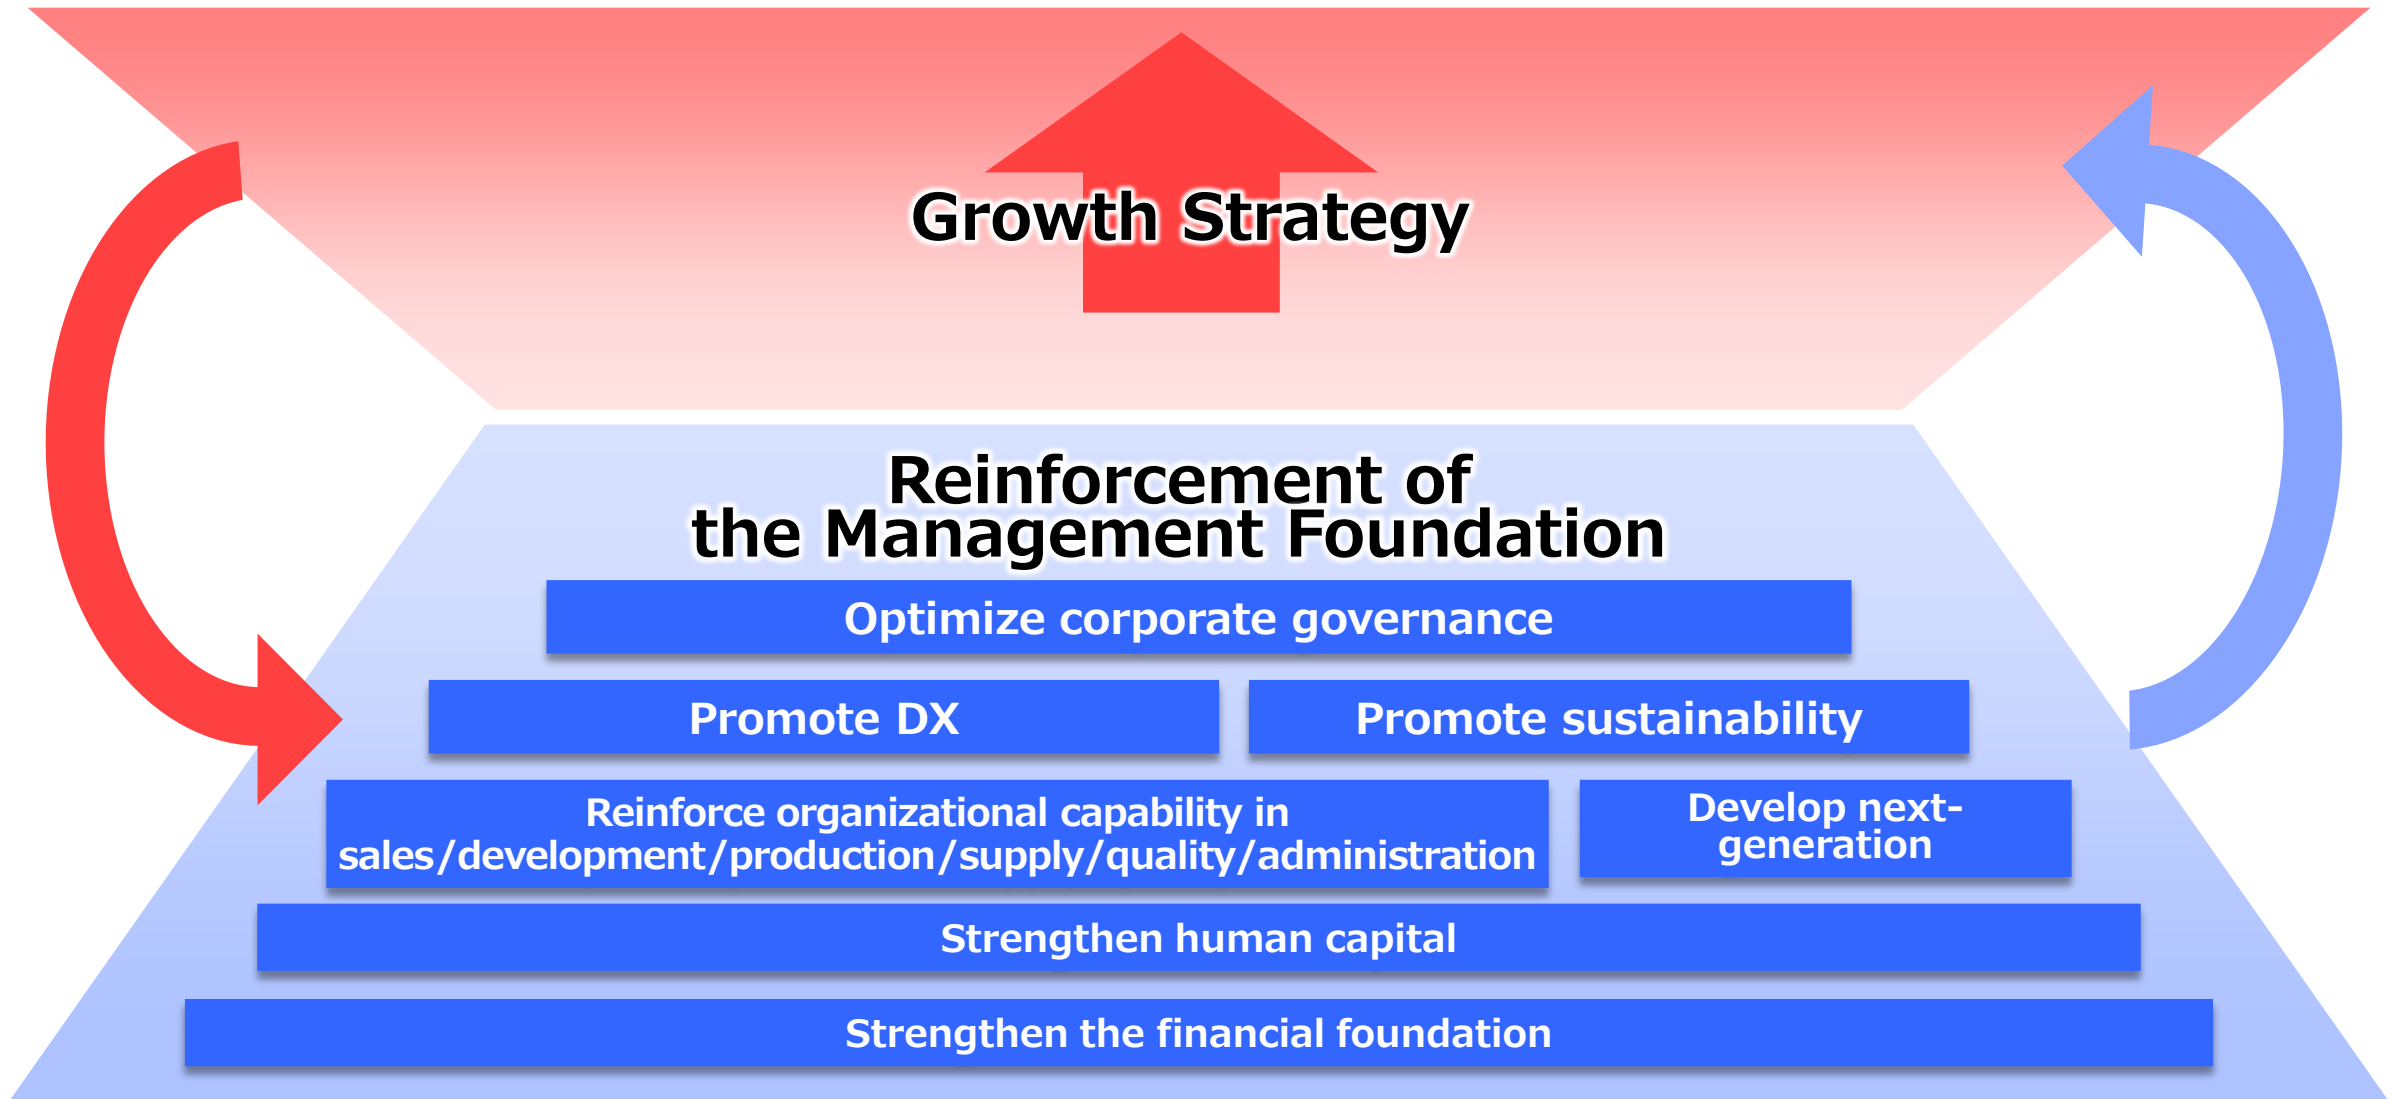 Growth Strategy
Reinforcement of
the Management Foundation
Optimize corporate governance
Promote DX
Promote sustainability
Reinforce organizational capability in
sales/development/production/supply/quality/administration
Develop next-
generation
Strengthen human capital
Strengthen the financial foundation